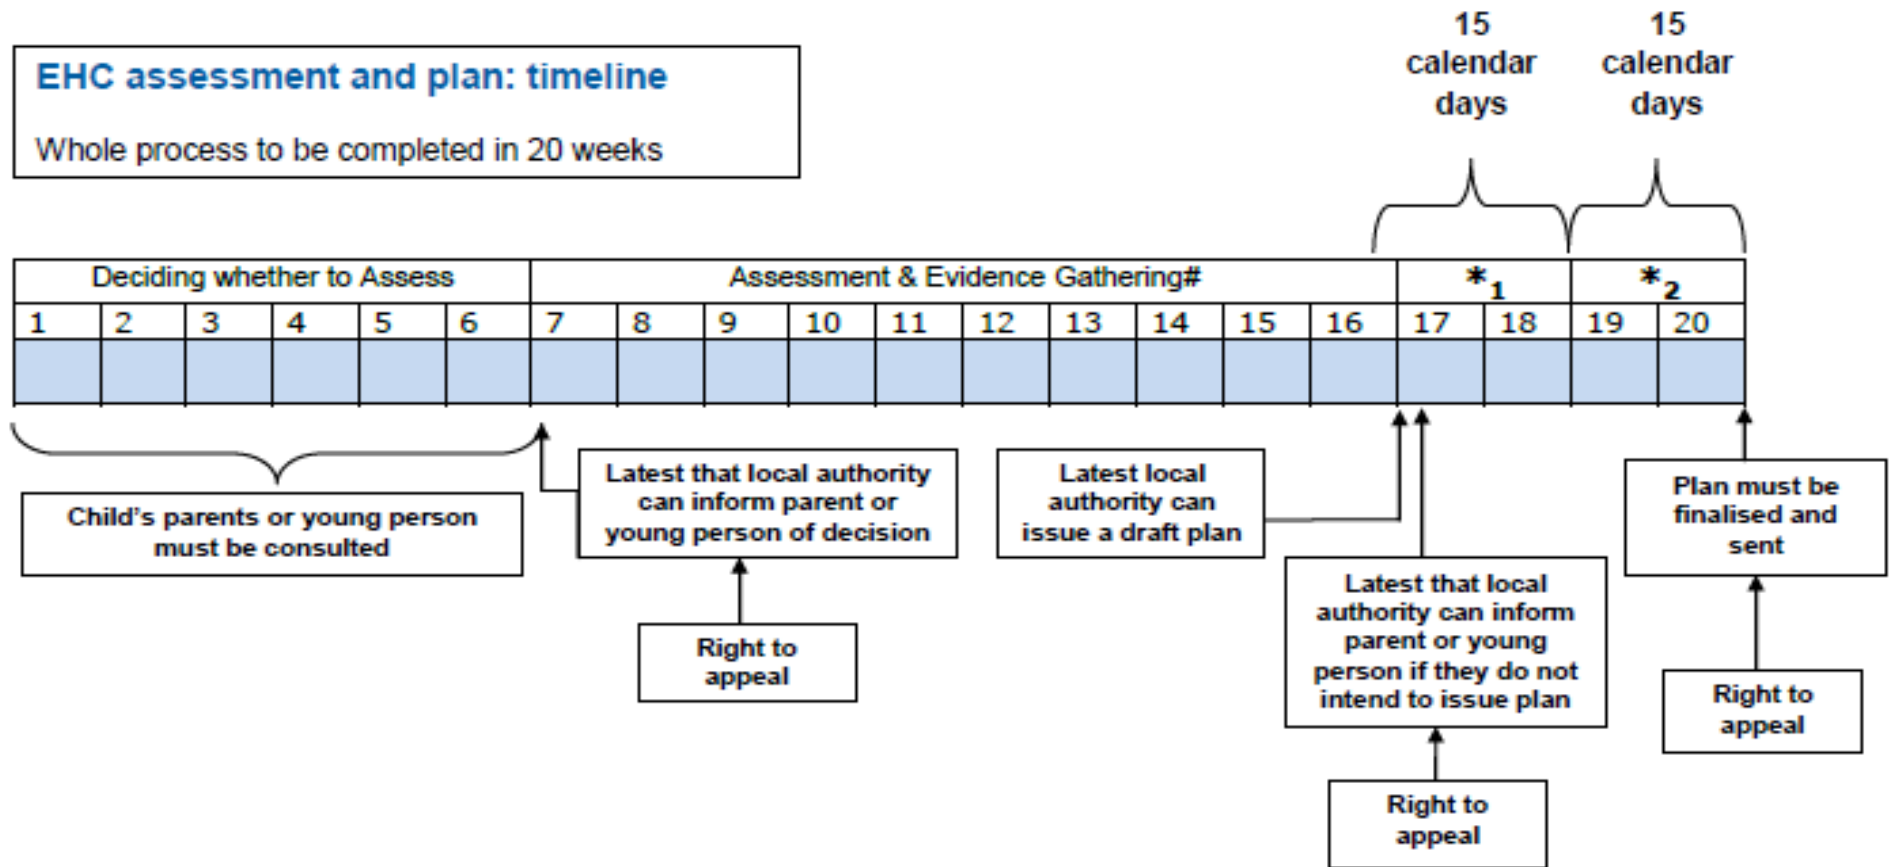 EHC assessment and plan: timeline
Whole process to be completed in 20 weeks
15
calendar
days
15
calendar
days
Deciding whether to Assess
Assessment & Evidence Gathering#
*1
*2
1 2 3 4 5 6 7 8 9 10 11 12 13 14 15 16 17 18 19 20
Child's parents or young person
must be consulted
Latest that local authority
can inform parent or
young person of decision
Right to
appeal
Latest local
authority can
issue a draft plan
Latest that local
authority can inform
parent or young
person if they do not
intend to issue plan
Right to
appeal
Plan must be
finalised and
sent
Right to
appeal